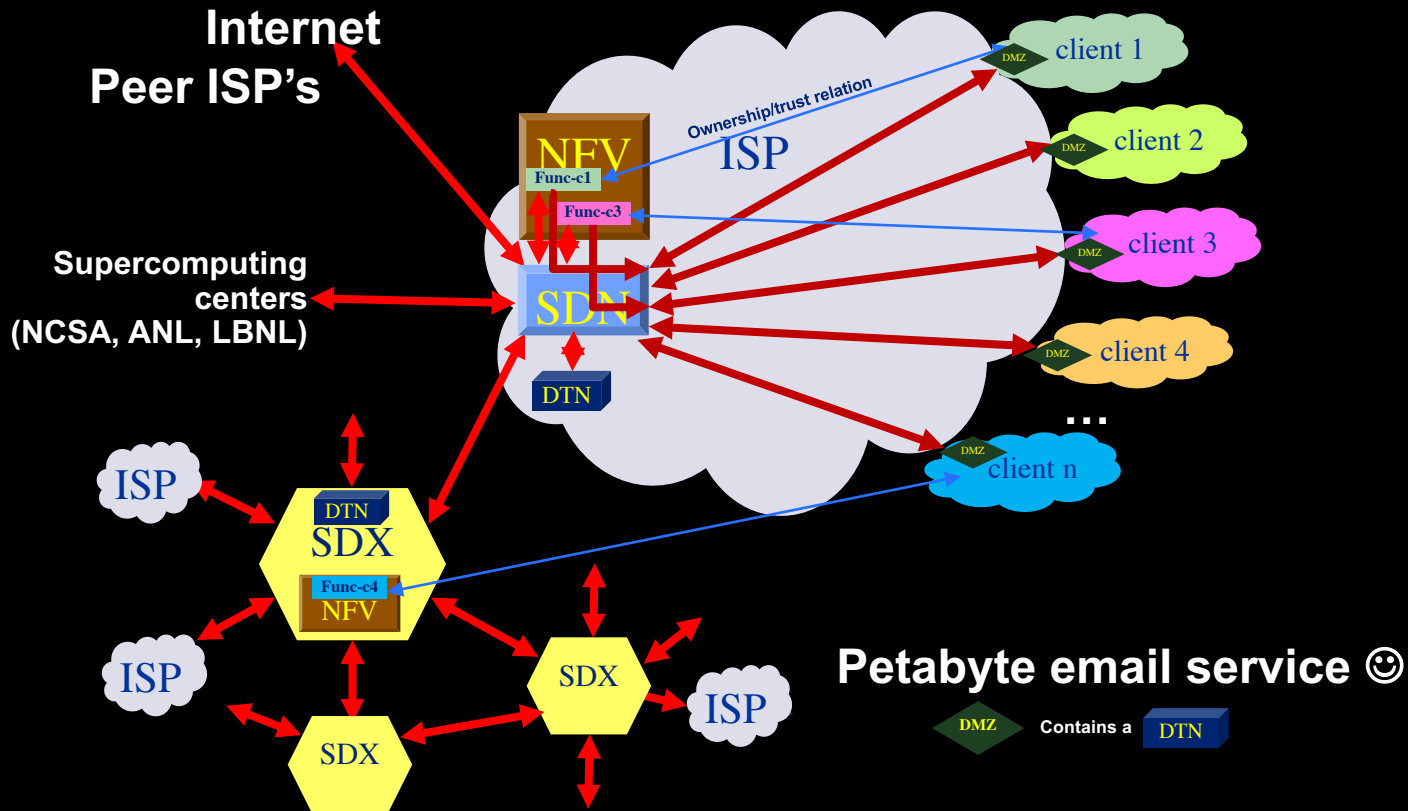 Internet
Peer ISP's
Supercomputing
centers
(NCSA, ANL, LBNL)
NFV
Func-c1
Func-c3
SDN
DTN
Ownership/trust relation
ISP
DMZ
client 1
DMZ
client 2
DMZ
client 3
DMZ
client 4
...
DMZ
client n
ISP
DTN
SDX
Func-c4
NFV
ISP
SDX
SDX
ISP
Petabyte email service ☺
DMZ Contains a DTN